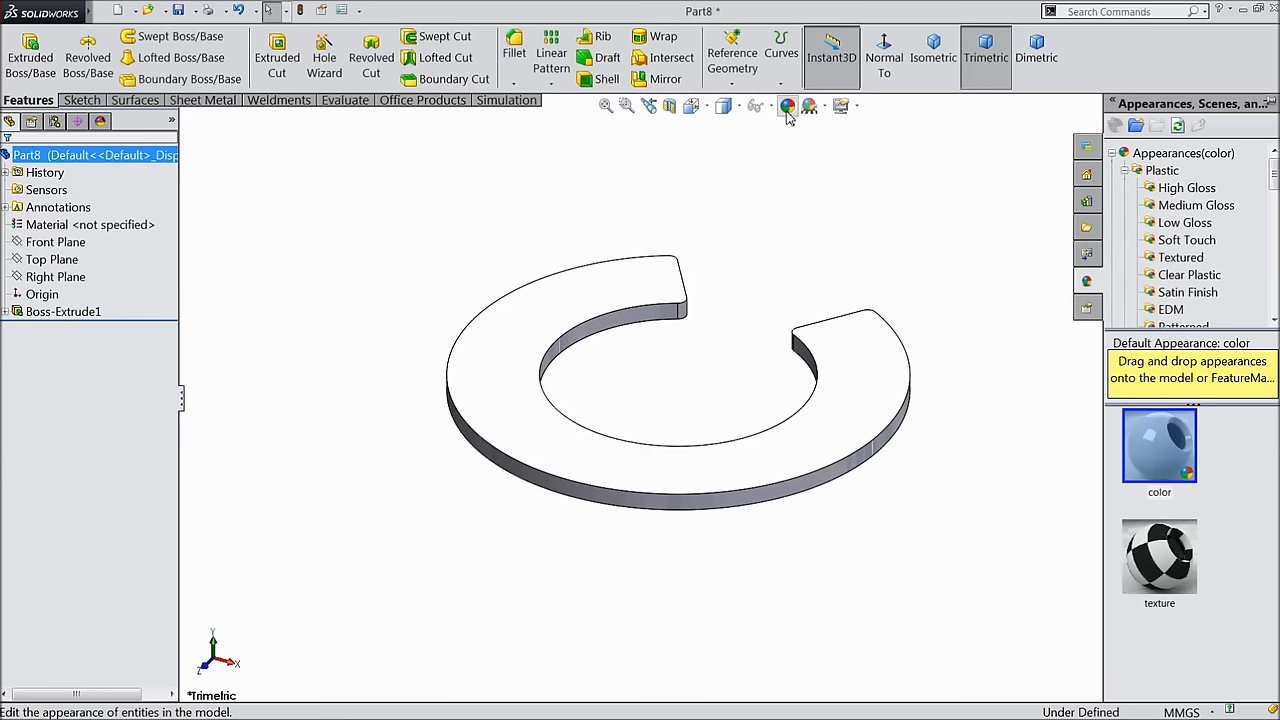 SOLIDWORKS
Part8 *
Search Commands
Extruded Boss/Base
Revolved Boss/Base
Swept Boss/Base
Lofted Boss/Base
Boundary Boss/Base
Extruded Cut
Hole Wizard
Revolved Cut
Swept Cut
Lofted Cut
Boundary Cut
Fillet
Linear Pattern
Rib
Draft
Shell
Wrap
Intersect
Mirror
Reference Geometry
Curves
Instant3D
Normal To
Isometric
Trimetric
Dimetric
Features
Sketch
Surfaces
Sheet Metal
Weldments
Evaluate
Office Products
Simulation
Part8 (Default<<Default>_Disp
History
Sensors
Annotations
Material <not specified>
Front Plane
Top Plane
Right Plane
Origin
Boss-Extrude1
Y
X
Z
*Trimetric
Appearances, Scenes, an...
Appearances(color)
Plastic
High Gloss
Medium Gloss
Low Gloss
Soft Touch
Textured
Clear Plastic
Satin Finish
EDM
Patterned
Default Appearance: color
Drag and drop appearances
onto the model or FeatureMa...
color
texture
Edit the appearance of entities in the model.
Under Defined
MMGS